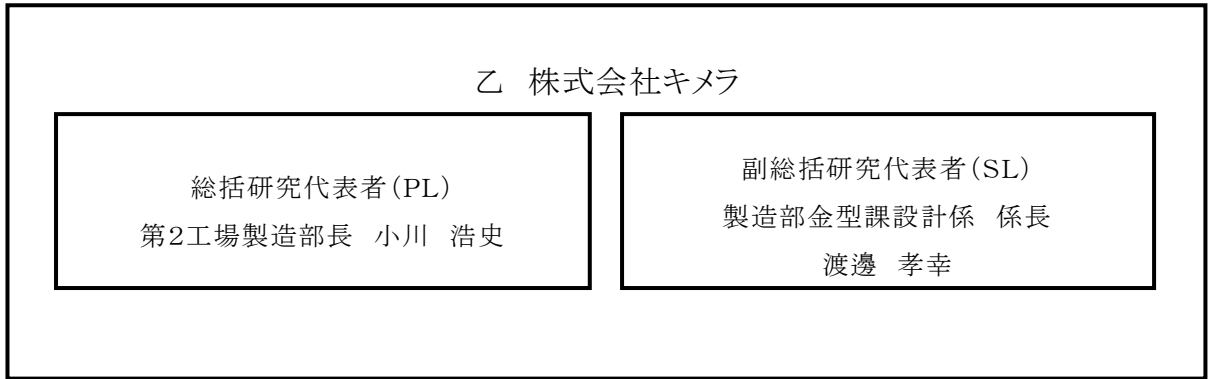 乙　株式会社キメラ
総括研究代表者(PL)
第2工場製造部長　小川　浩史
副総括研究代表者(SL)
製造部金型課設計係　係長
渡邊　孝幸